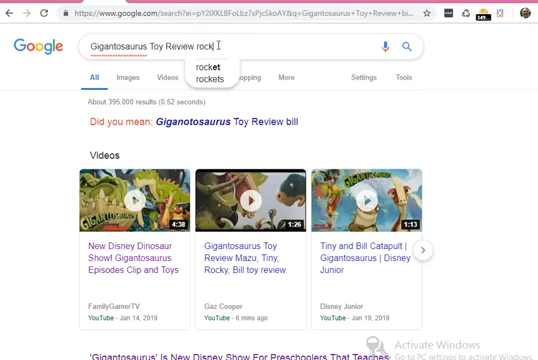 https://www.google.com/search?ei=pY2IXKLBFoLbz7sPjcSkoAY&q=Gigantosaurus+Toy+Review+bi...
149...
Google
Gigantosaurus Toy Review rock
rocket
rockets
All
Images
Videos
opping
More
Settings
Tools
About 395,000 results (0.52 seconds)
Did you mean: Giganotosaurus Toy Review bill
Videos
GIGANTOSAURUS
4:38
1:26
GIGANTOSAURUS
1:13
New Disney Dinosaur
Show! Gigantosaurus
Episodes Clip and Toys
FamilyGamerTV
YouTube - Jan 14, 2019
Gigantosaurus Toy
Review Mazu, Tiny,
Rocky, Bill toy review
Gaz Cooper
YouTube - 6 mins ago
Tiny and Bill Catapult |
Gigantosaurus | Disney
Junior
Disney Junior
YouTube - Jan 19, 2019
Activate Windows
Go to PC settings to activate Windows.
'Gigantosaurus' Is New Disney Show For Preschoolers That Teaches